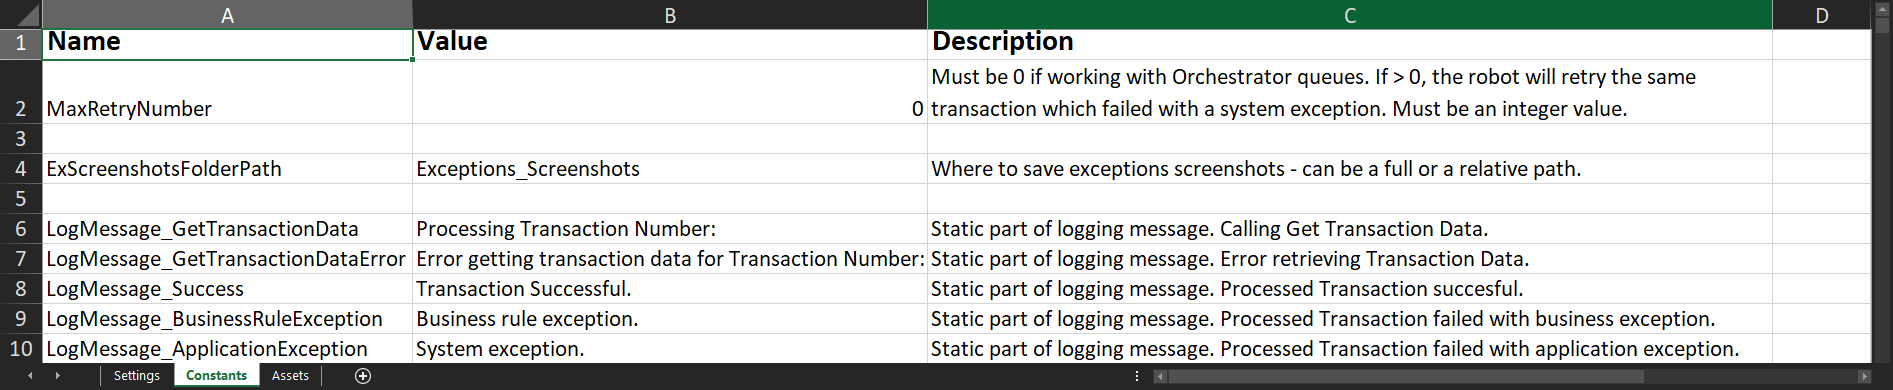 A B C D
1 Name Value Description
Must be 0 if working with Orchestrator queues. If > 0, the robot will retry the same
2 MaxRetryNumber 0 transaction which failed with a system exception. Must be an integer value.
3
4 ExScreenshotsFolderPath Exceptions_Screenshots Where to save exceptions screenshots - can be a full or a relative path.
5
6 LogMessage_GetTransactionData Processing Transaction Number: Static part of logging message. Calling Get Transaction Data.
7 LogMessage_GetTransactionDataError Error getting transaction data for Transaction Number: Static part of logging message. Error retrieving Transaction Data.
8 LogMessage_Success Transaction Successful. Static part of logging message. Processed Transaction succesful.
9 LogMessage_BusinessRuleException Business rule exception. Static part of logging message. Processed Transaction failed with business exception.
10 LogMessage_ApplicationException System exception. Static part of logging message. Processed Transaction failed with application exception.
Settings Constants Assets